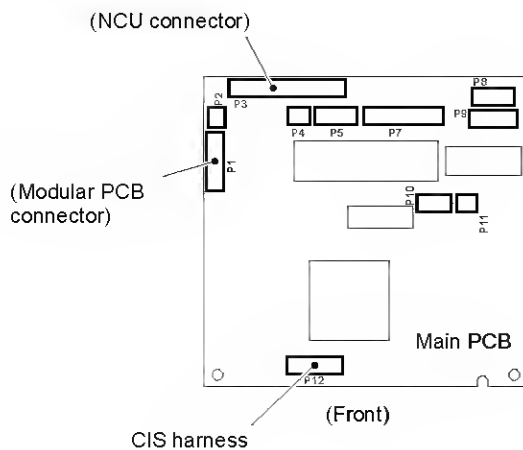 (NCU connector)
P8
P2
P3
P9
P4
P5
P7
P1
(Modular PCB
connector)
P10
P11
Main PCB
P12
(Front)
CIS harness